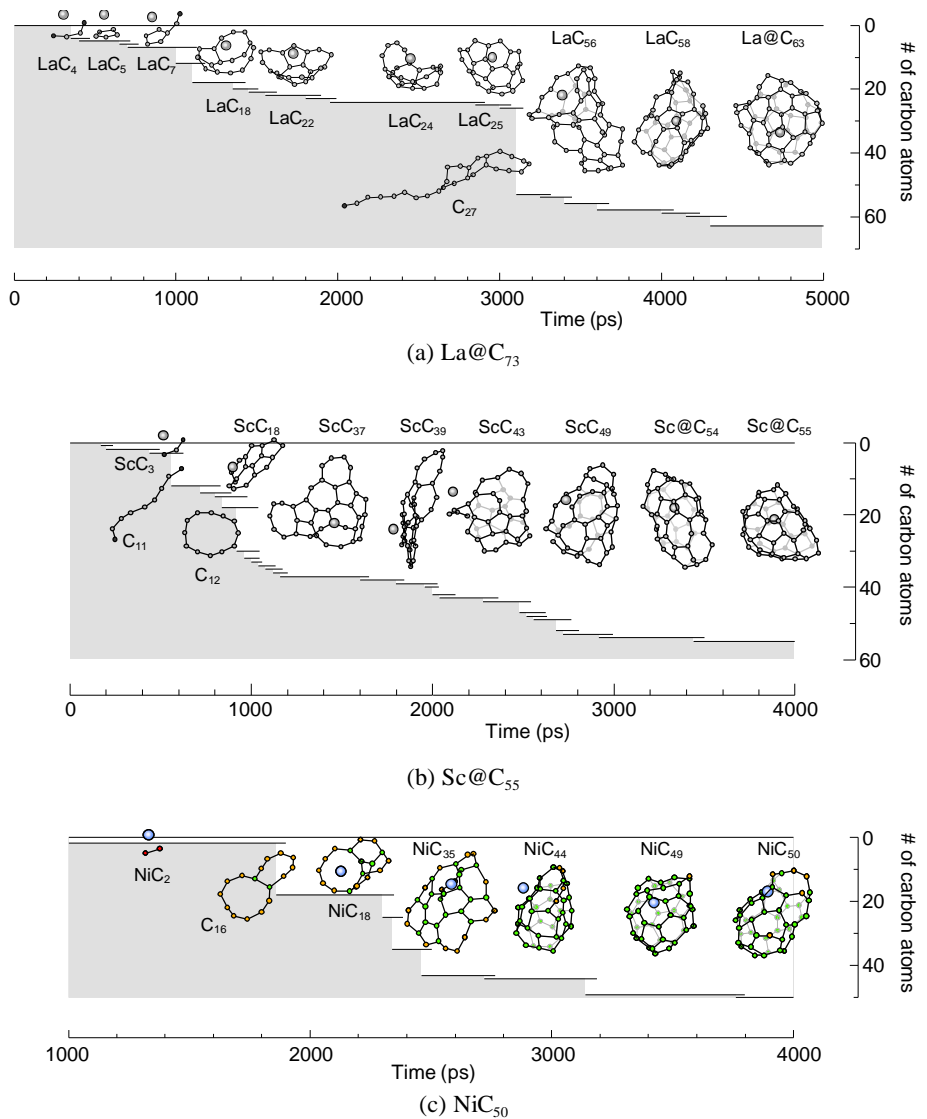 LaC56 LaC58 La@C63
LaC4 LaC5 LaC7
LaC18 LaC22 LaC24 LaC25
C27
0
20
40
60
# of carbon atoms
0 1000 2000 3000 4000 5000
Time (ps)
(a) La@C73
ScC18 ScC37 ScC39 ScC43 ScC49 Sc@C54 Sc@C55
ScC3
C11 C12
0
20
40
60
# of carbon atoms
0 1000 2000 3000 4000
Time (ps)
(b) Sc@C55
NiC35 NiC44 NiC49 NiC50
NiC2
C16 NiC18
0
20
40
# of carbon atoms
1000 2000 3000 4000
Time (ps)
(c) NiC50